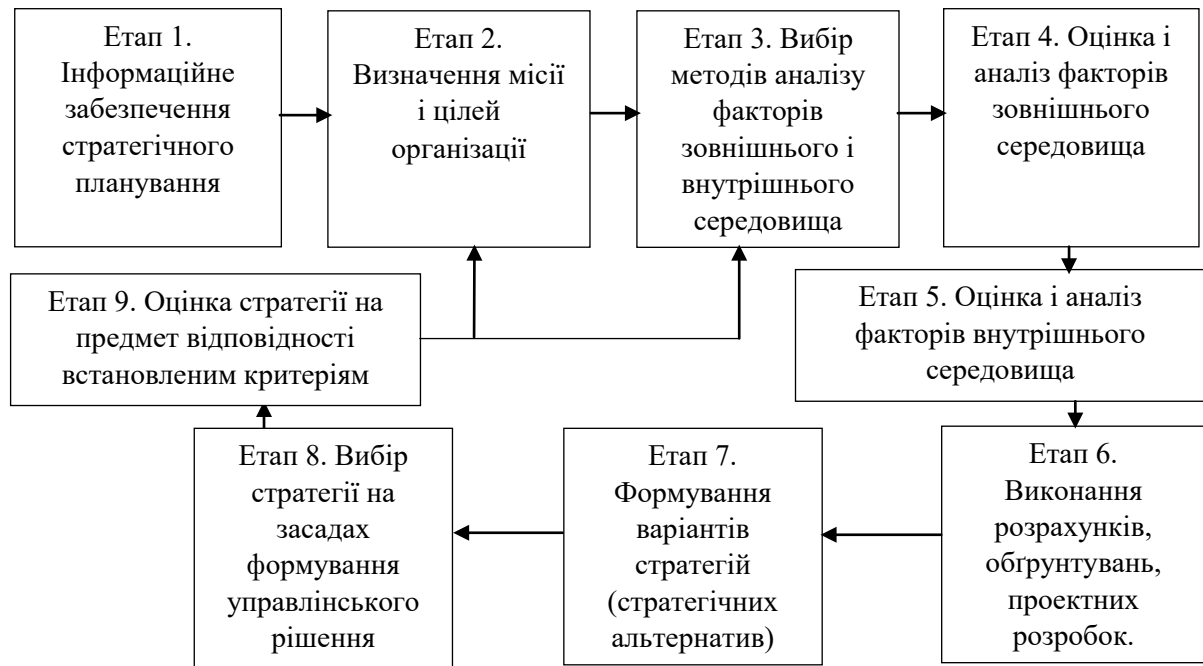 Етап 1.
Інформаційне
забезпечення
стратегічного
планування
Етап 2.
Визначення місії
і цілей
організації
Етап 3. Вибір
методів аналізу
факторів
зовнішнього і
внутрішнього
середовища
Етап 4. Оцінка і
аналіз факторів
зовнішнього
середовища
Етап 5. Оцінка і аналіз
факторів внутрішнього
середовища
Етап 6.
Виконання
розрахунків,
обґрунтувань,
проектних
розробок.
Етап 7.
Формування
варіантів
стратегій
(стратегічних
альтернатив)
Етап 8. Вибір
стратегії на
засадах
формування
управлінського
рішення
Етап 9. Оцінка стратегії на
предмет відповідності
встановленим критеріям